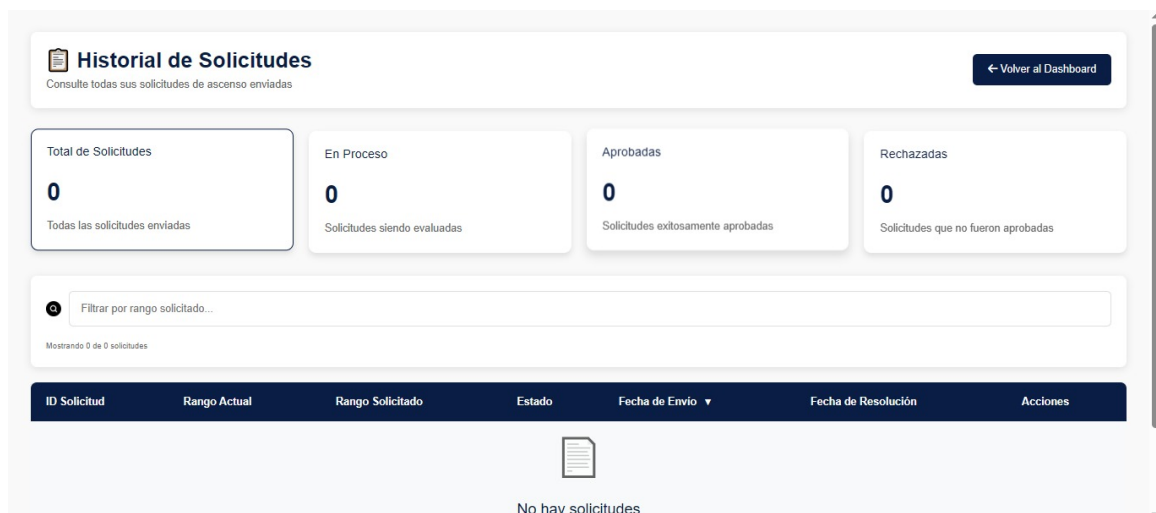 Historial de Solicitudes
Consulte todas sus solicitudes de ascenso enviadas
← Volver al Dashboard
Total de Solicitudes
0
Todas las solicitudes enviadas
En Proceso
0
Solicitudes siendo evaluadas
Aprobadas
0
Solicitudes exitosamente aprobadas
Rechazadas
0
Solicitudes que no fueron aprobadas
Filtrar por rango solicitado...
Mostrando 0 de 0 solicitudes
ID Solicitud Rango Actual Rango Solicitado Estado Fecha de Envío ▼ Fecha de Resolución Acciones
No hay solicitudes